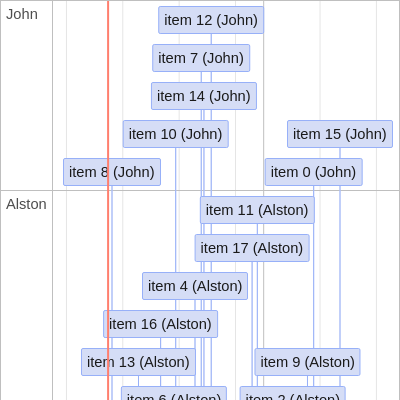 John
item 12 (John)
item 7 (John)
item 14 (John)
item 10 (John)
item 15 (John)
item 8 (John)
item 0 (John)
Alston
item 11 (Alston)
item 17 (Alston)
item 4 (Alston)
item 16 (Alston)
item 13 (Alston)
item 9 (Alston)
item 6 (Alston)
item 2 (Alston)